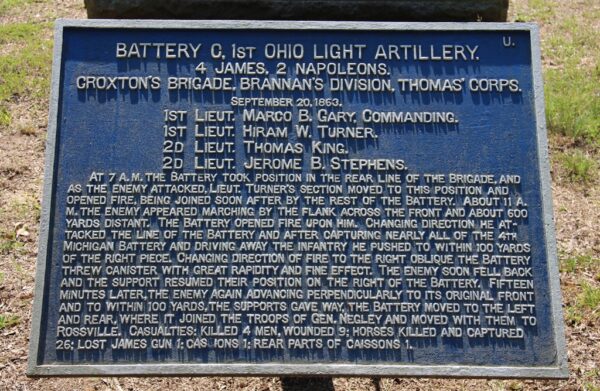 U.
BATTERY C, 1ST OHIO LIGHT ARTILLERY.
4 JAMES, 2 NAPOLEONS.
CROXTON'S BRIGADE, BRANNAN'S DIVISION, THOMAS' CORPS.
SEPTEMBER 20, 1863.
1ST LIEUT. MARCO B. GARY, COMMANDING.
1ST LIEUT. HIRAM W. TURNER.
2D LIEUT. THOMAS KING.
2D LIEUT. JEROME B. STEPHENS.
AT 7 A.M. THE BATTERY TOOK POSITION IN THE REAR LINE OF THE BRIGADE, AND
AS THE ENEMY ATTACKED, LIEUT. TURNER'S SECTION MOVED TO THIS POSITION AND
OPENED FIRE, BEING JOINED SOON AFTER BY THE REST OF THE BATTERY. ABOUT 11 A.
M. THE ENEMY APPEARED MARCHING BY THE FLANK ACROSS THE FRONT AND ABOUT 600
YARDS DISTANT. THE BATTERY OPENED FIRE UPON HIM. CHANGING DIRECTION HE AT-
TACKED THE LINE OF THE BATTERY AND AFTER CAPTURING NEARLY ALL OF THE 4TH
MICHIGAN BATTERY AND DRIVING AWAY THE INFANTRY HE PUSHED TO WITHIN 100 YARDS
OF THE RIGHT PIECE. CHANGING DIRECTION OF FIRE TO THE RIGHT OBLIQUE THE BATTERY
THREW CANISTER WITH GREAT RAPIDITY AND FINE EFFECT. THE ENEMY SOON FELL BACK
AND THE SUPPORT RESUMED THEIR POSITION ON THE RIGHT OF THE BATTERY. FIFTEEN
MINUTES LATER, THE ENEMY AGAIN ADVANCING PERPENDICULARLY TO ITS ORIGINAL FRONT
AND TO WITHIN 100 YARDS, THE SUPPORTS GAVE WAY, THE BATTERY MOVED TO THE LEFT
AND REAR, WHERE IT JOINED THE TROOPS OF GEN. NEGLEY AND MOVED WITH THEM TO
ROSSVILLE. CASUALTIES: KILLED 4 MEN, WOUNDED 9: HORSES KILLED AND CAPTURED
26: LOST JAMES GUN 1: CAISSONS 1: REAR PARTS OF CAISSONS 1.